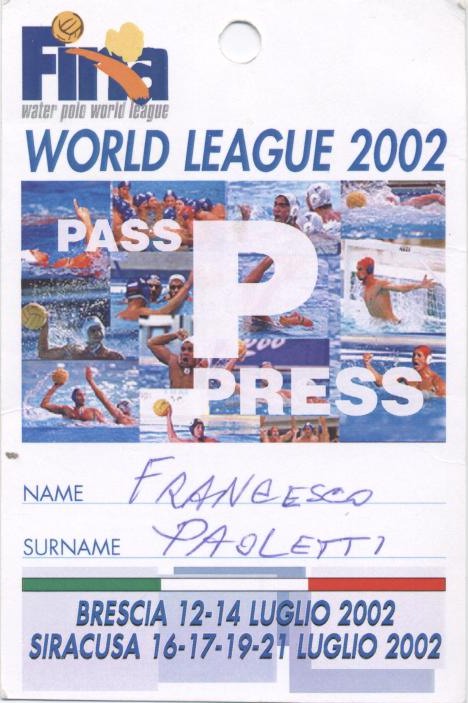 Fina
water polo world league
WORLD LEAGUE 2002
PASS
P
PRESS
NAME FRANCESCO
SURNAME PAOLETTI
BRESCIA 12-14 LUGLIO 2002
SIRACUSA 16-17-19-21 LUGLIO 2002